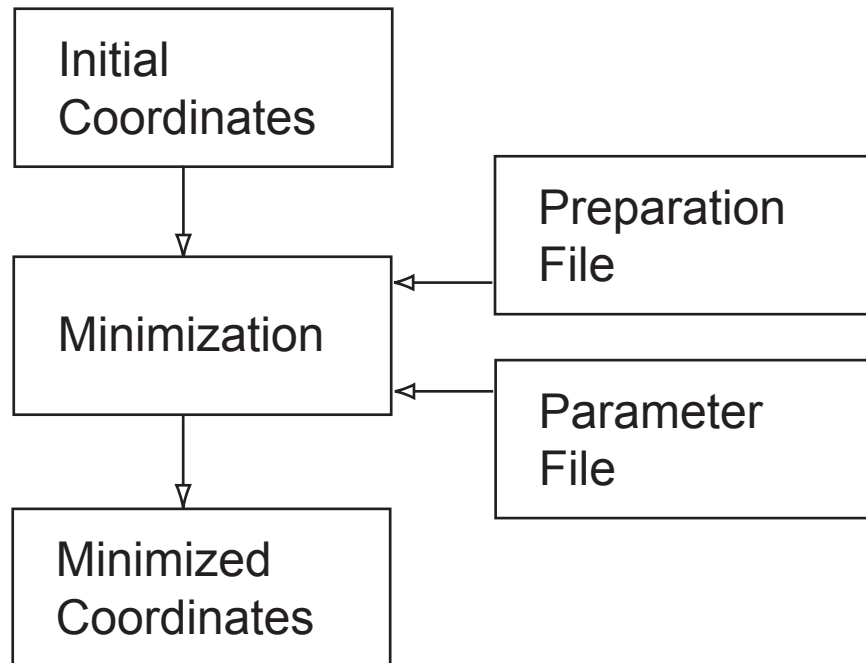 Initial
Coordinates
Preparation
File
Minimization
Parameter
File
Minimized
Coordinates